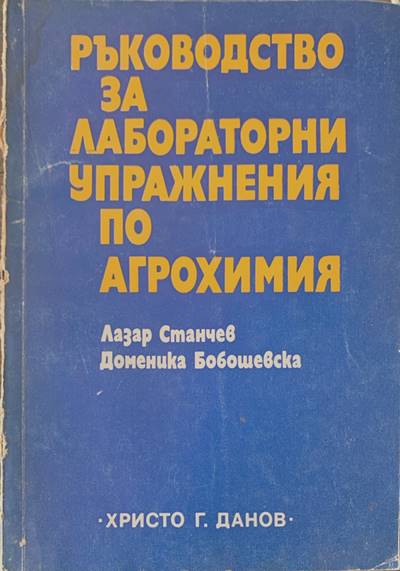 РЪКОВОДСТВО
ЗА
ЛАБОРАТОРНИ
УПРАЖНЕНИЯ
ПО
АГРОХИМИЯ
Лазар Станчев
Доменика Бобошевска
·ХРИСТО Г. ДАНОВ·